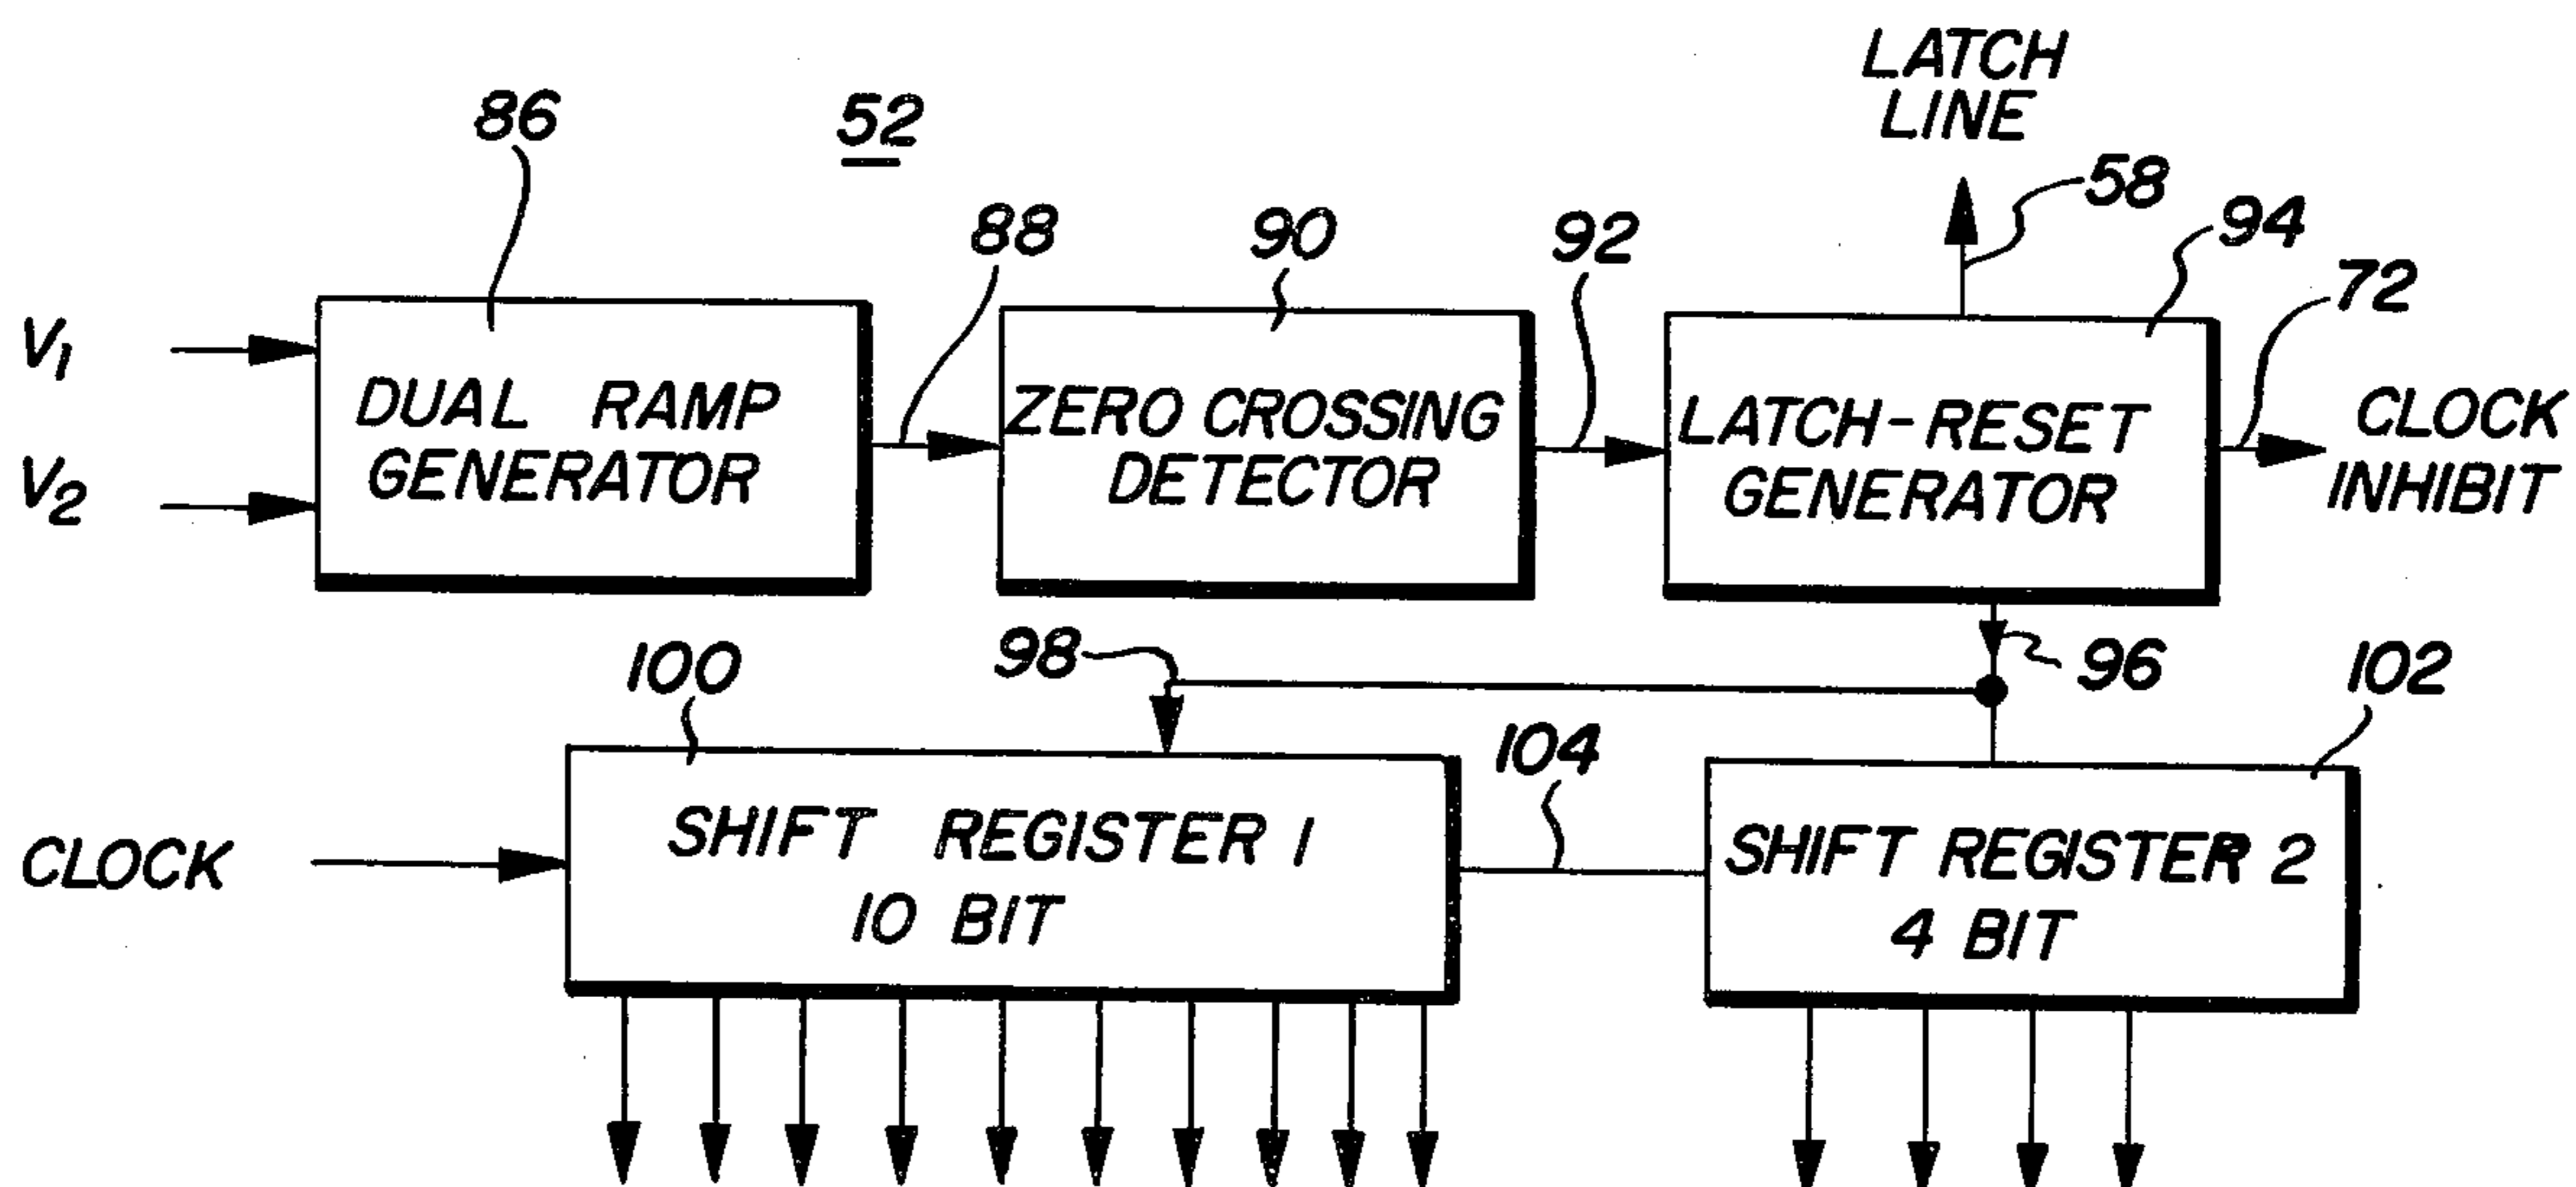 LATCH
LINE
86
52
58
88
90
92
94
72
V1
V2
DUAL RAMP
GENERATOR
ZERO CROSSING
DETECTOR
LATCH-RESET
GENERATOR
CLOCK
INHIBIT
100
98
96
102
104
CLOCK
SHIFT REGISTER 1
10 BIT
SHIFT REGISTER 2
4 BIT